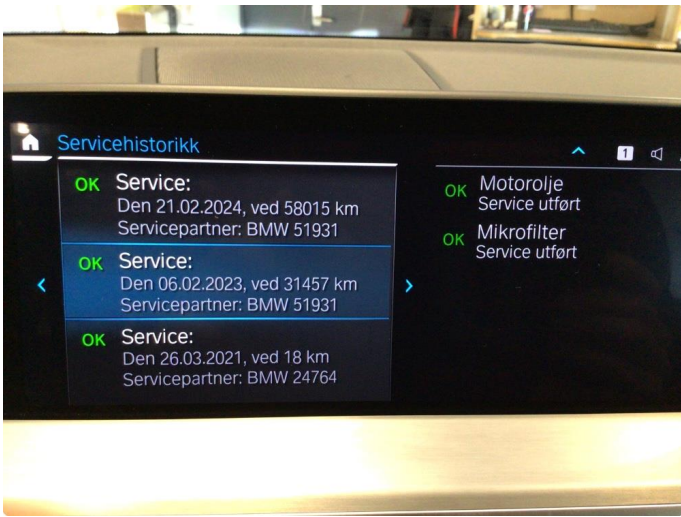 Servicehistorikk
1
OK Service:
Den 21.02.2024, ved 58015 km
Servicepartner: BMW 51931
OK Service:
Den 06.02.2023, ved 31457 km
Servicepartner: BMW 51931
OK Service:
Den 26.03.2021, ved 18 km
Servicepartner: BMW 24764
OK Motorolje
Service utført
OK Mikrofilter
Service utført